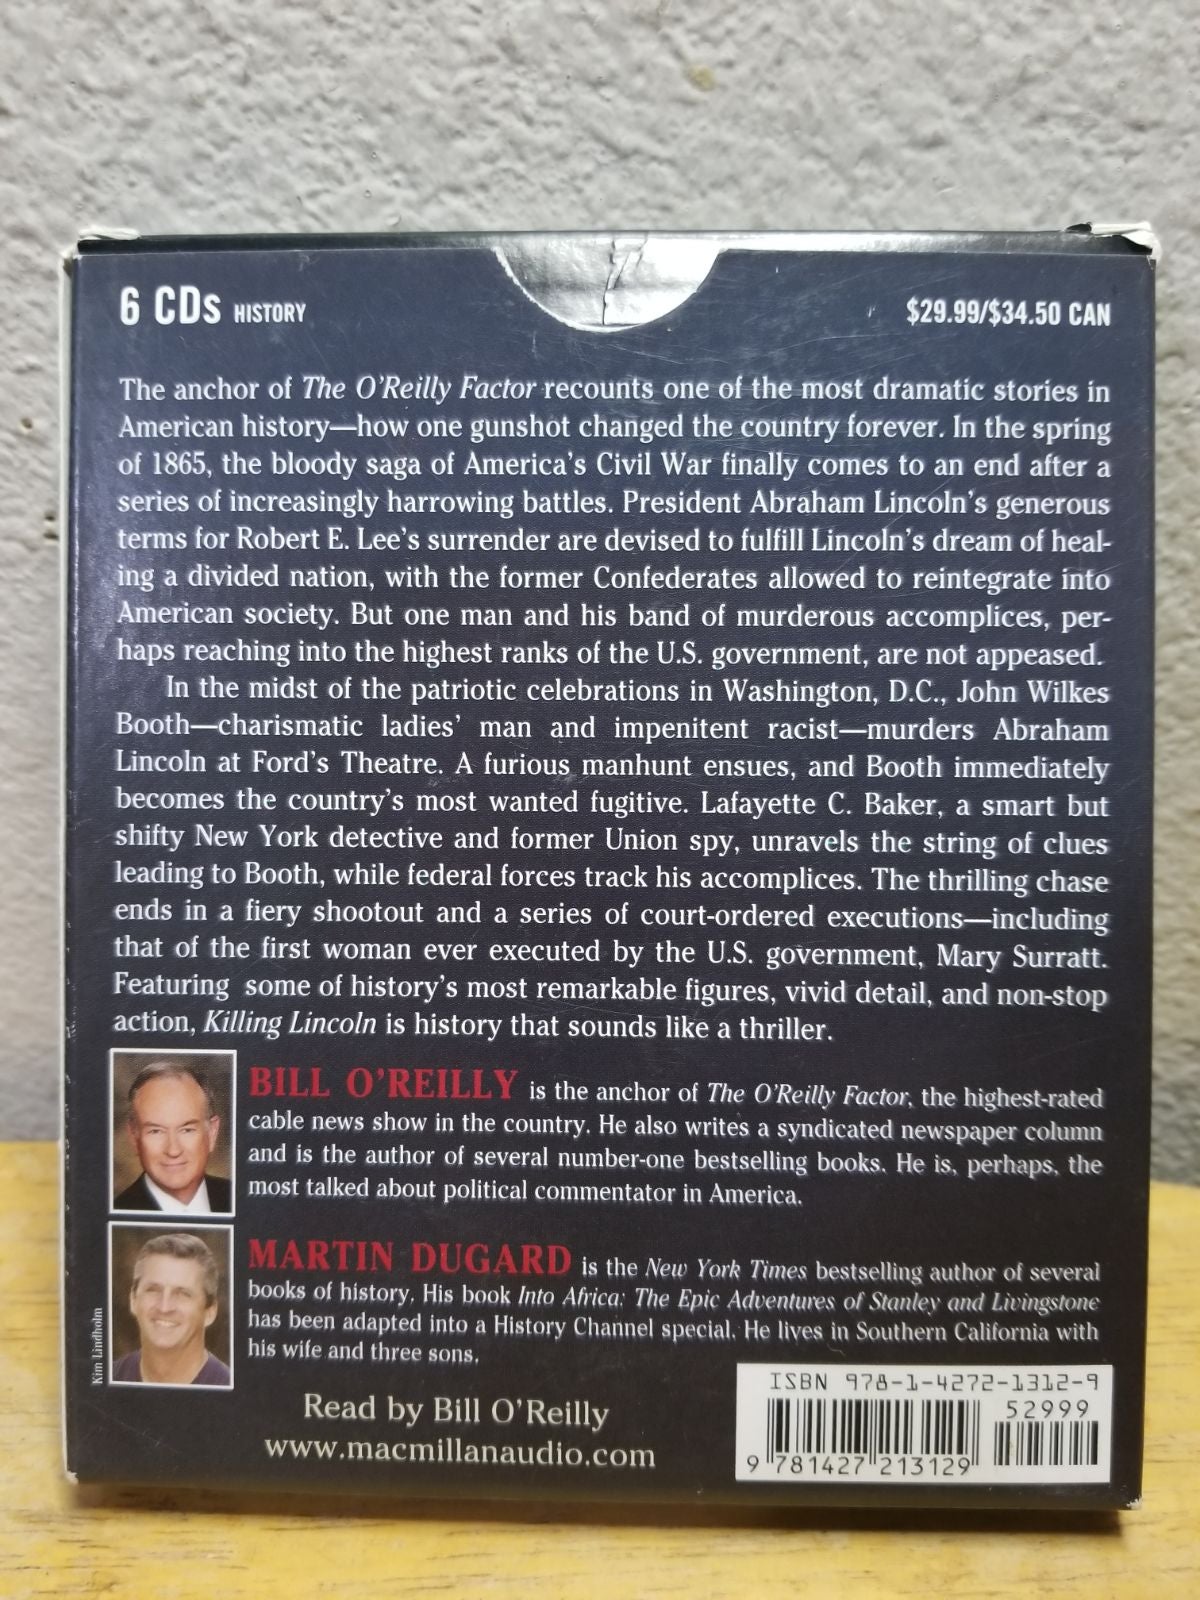 6 CDs HISTORY
$29.99/$34.50 CAN
The anchor of The O'Reilly Factor recounts one of the most dramatic stories in
American history—how one gunshot changed the country forever. In the spring
of 1865, the bloody saga of America's Civil War finally comes to an end after a
series of increasingly harrowing battles. President Abraham Lincoln's generous
terms for Robert E. Lee's surrender are devised to fulfill Lincoln's dream of heal-
ing a divided nation, with the former Confederates allowed to reintegrate into
American society. But one man and his band of murderous accomplices, per-
haps reaching into the highest ranks of the U.S. government, are not appeased.
In the midst of the patriotic celebrations in Washington, D.C., John Wilkes
Booth—charismatic ladies' man and impenitent racist—murders Abraham
Lincoln at Ford's Theatre. A furious manhunt ensues, and Booth immediately
becomes the country's most wanted fugitive. Lafayette C. Baker, a smart but
shifty New York detective and former Union spy, unravels the string of clues
leading to Booth, while federal forces track his accomplices. The thrilling chase
ends in a fiery shootout and a series of court-ordered executions—including
that of the first woman ever executed by the U.S. government, Mary Surratt.
Featuring some of history's most remarkable figures, vivid detail, and non-stop
action, Killing Lincoln is history that sounds like a thriller.
BILL O'REILLY is the anchor of The O'Reilly Factor, the highest-rated
cable news show in the country. He also writes a syndicated newspaper column
and is the author of several number-one bestselling books. He is, perhaps, the
most talked about political commentator in America.
MARTIN DUGARD is the New York Times bestselling author of several
books of history. His book Into Africa: The Epic Adventures of Stanley and Livingstone
has been adapted into a History Channel special. He lives in Southern California with
his wife and three sons.
Kim Lindholm
Read by Bill O'Reilly
www.macmillanaudio.com
ISBN 978-1-4272-1312-9
52999
9 781427 213129